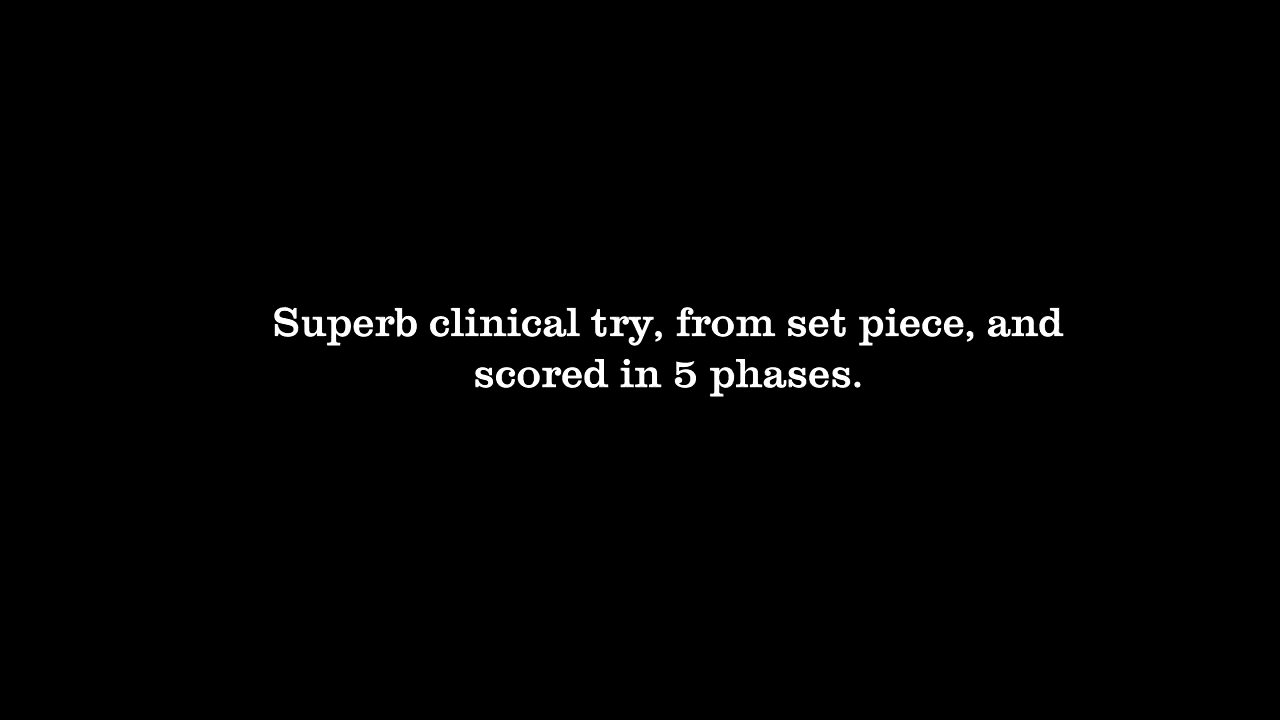 Superb clinical try, from set piece, and
scored in 5 phases.